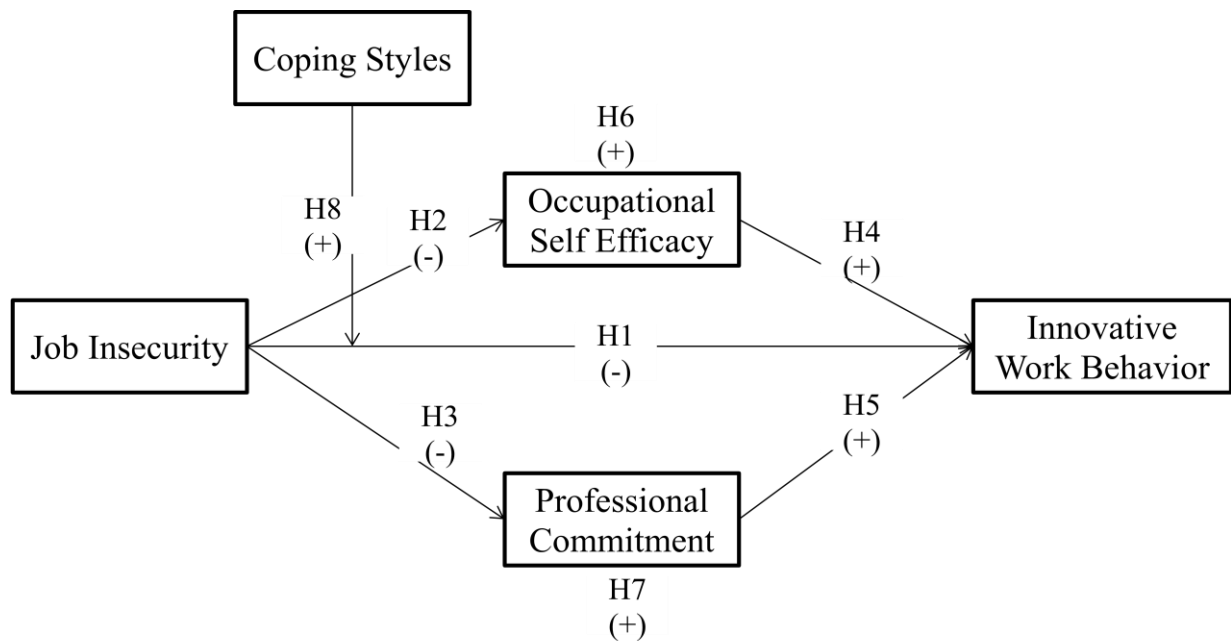 Coping Styles
H6
(+)
Occupational
Self Efficacy
H8
(+)
H2
(-)
H4
(+)
Job Insecurity
H1
(-)
Innovative
Work Behavior
H3
(-)
H5
(+)
Professional
Commitment
H7
(+)